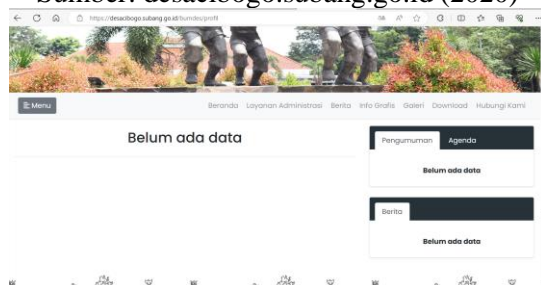 Sumber: desacibogo.subang.go.id (2020)
https://desacibogo.subang.go.id/bumdes/profil
Menu
Beranda Layanan Administrasi Berita Info Grafis Galeri Download Hubungi Kami
Belum ada data
Pengumuman Agenda
Belum ada data
Berita
Belum ada data